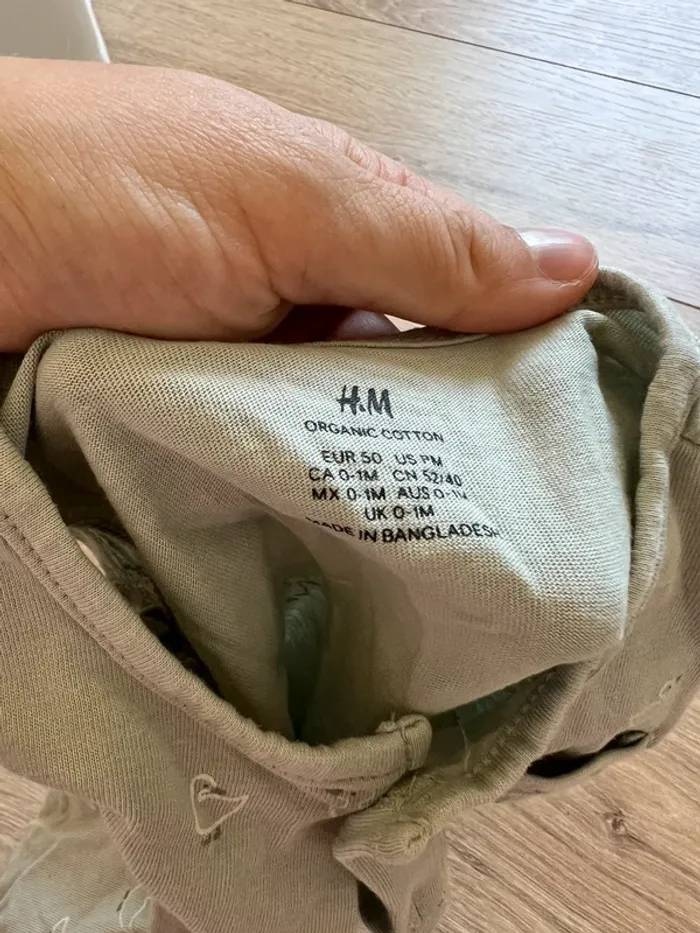 H&M
ORGANIC COTTON
EUR 50 US PM
CA 0-1M CN 52/40
MX 0-1M AUS 0-1M
UK 0-1M
MADE IN BANGLADESH